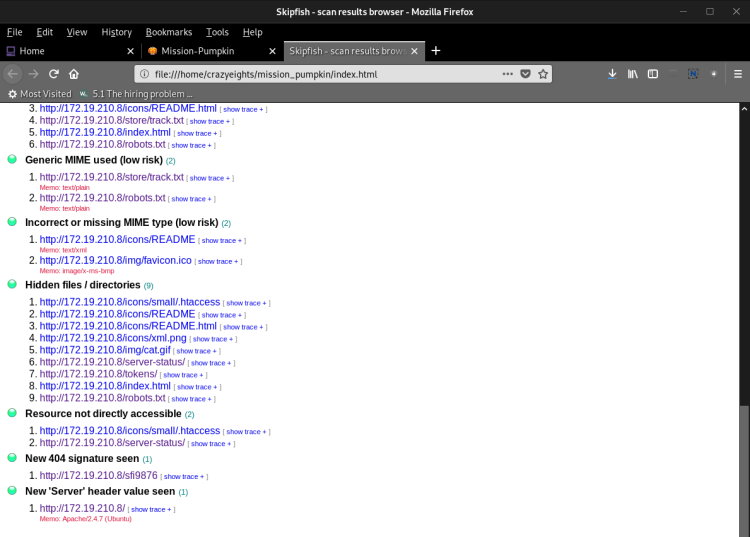 Skipfish - scan results browser - Mozilla Firefox
File Edit View History Bookmarks Tools Help
Home Mission-Pumpkin Skipfish - scan results brows
file:///home/crazyeights/mission_pumpkin/index.html
Most Visited W. 5.1 The hiring problem ...
3. http://172.19.210.8/icons/README.html [ show trace + ]
4. http://172.19.210.8/store/track.txt [ show trace + ]
5. http://172.19.210.8/index.html [ show trace + ]
6. http://172.19.210.8/robots.txt [ show trace + ]
Generic MIME used (low risk) (2)
1. http://172.19.210.8/store/track.txt [ show trace + ]
Memo: text/plain
2. http://172.19.210.8/robots.txt [ show trace + ]
Memo: text/plain
Incorrect or missing MIME type (low risk) (2)
1. http://172.19.210.8/icons/README [ show trace + ]
Memo: text/xml
2. http://172.19.210.8/img/favicon.ico [ show trace + ]
Memo: image/x-ms-bmp
Hidden files / directories (9)
1. http://172.19.210.8/icons/small/.htaccess [ show trace + ]
2. http://172.19.210.8/icons/README [ show trace + ]
3. http://172.19.210.8/icons/README.html [ show trace + ]
4. http://172.19.210.8/icons/xml.png [ show trace + ]
5. http://172.19.210.8/img/cat.gif [ show trace + ]
6. http://172.19.210.8/server-status/ [ show trace + ]
7. http://172.19.210.8/tokens/ [ show trace + ]
8. http://172.19.210.8/index.html [ show trace + ]
9. http://172.19.210.8/robots.txt [ show trace + ]
Resource not directly accessible (2)
1. http://172.19.210.8/icons/small/.htaccess [ show trace + ]
2. http://172.19.210.8/server-status/ [ show trace + ]
New 404 signature seen (1)
1. http://172.19.210.8/sfi9876 [ show trace + ]
New 'Server' header value seen (1)
1. http://172.19.210.8/ [ show trace + ]
Memo: Apache/2.4.7 (Ubuntu)